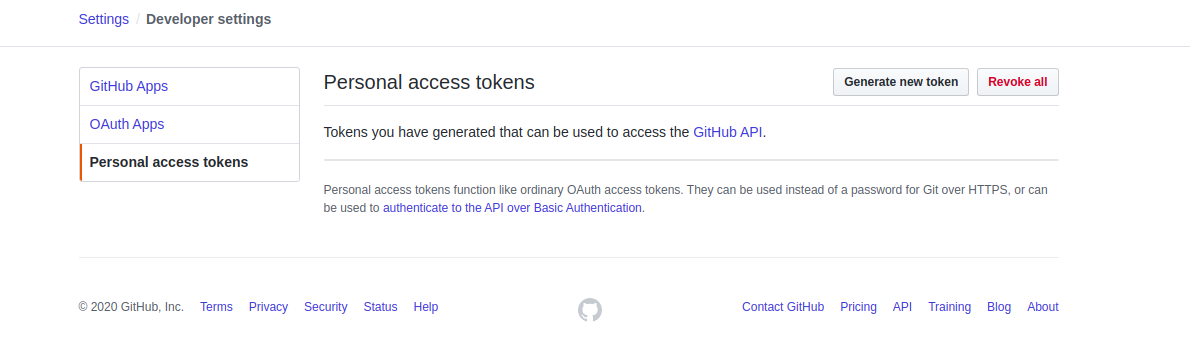 Settings / Developer settings
GitHub Apps
OAuth Apps
Personal access tokens
Personal access tokens
Generate new token
Revoke all
Tokens you have generated that can be used to access the GitHub API.
Personal access tokens function like ordinary OAuth access tokens. They can be used instead of a password for Git over HTTPS, or can
be used to authenticate to the API over Basic Authentication.
© 2020 GitHub, Inc. Terms Privacy Security Status Help Contact GitHub Pricing API Training Blog About